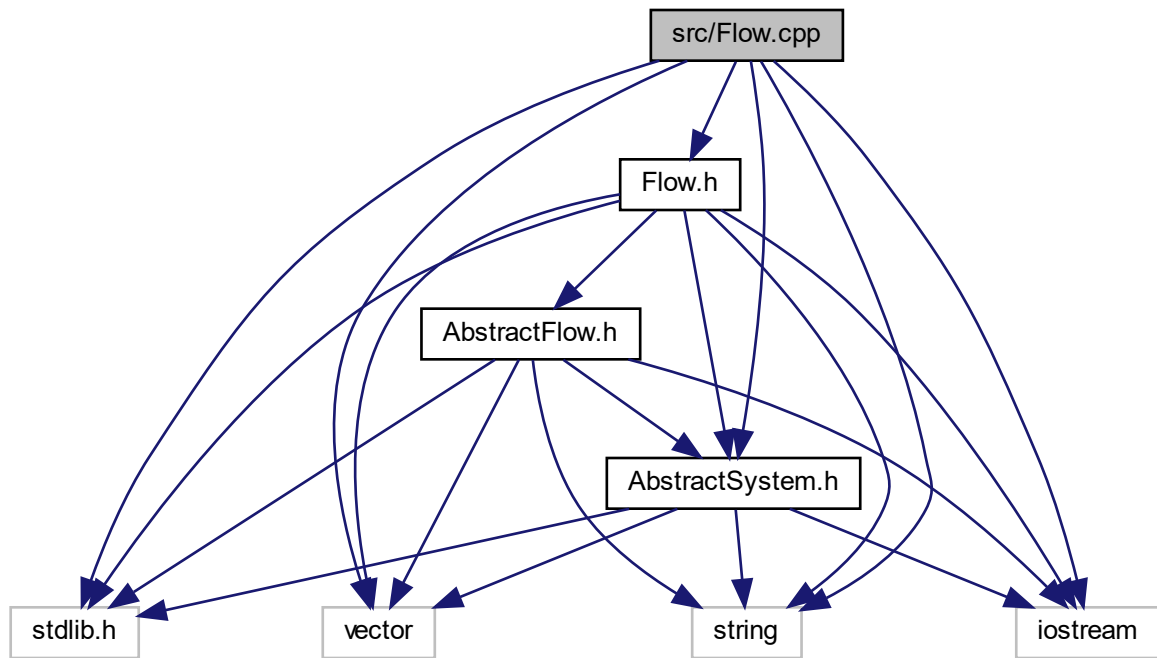 src/Flow.cpp
Flow.h
AbstractFlow.h
AbstractSystem.h
stdlib.h
vector
string
iostream